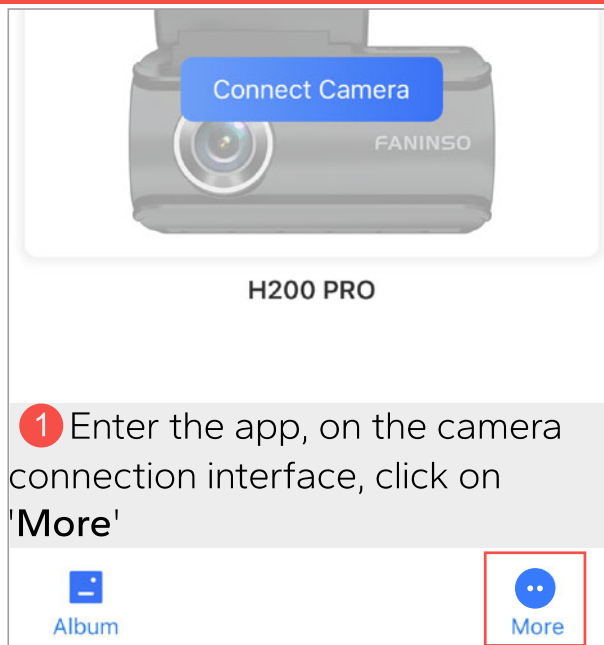 Connect Camera
FANINSO
H200 PRO
1 Enter the app, on the camera
connection interface, click on
'More'
Album
More